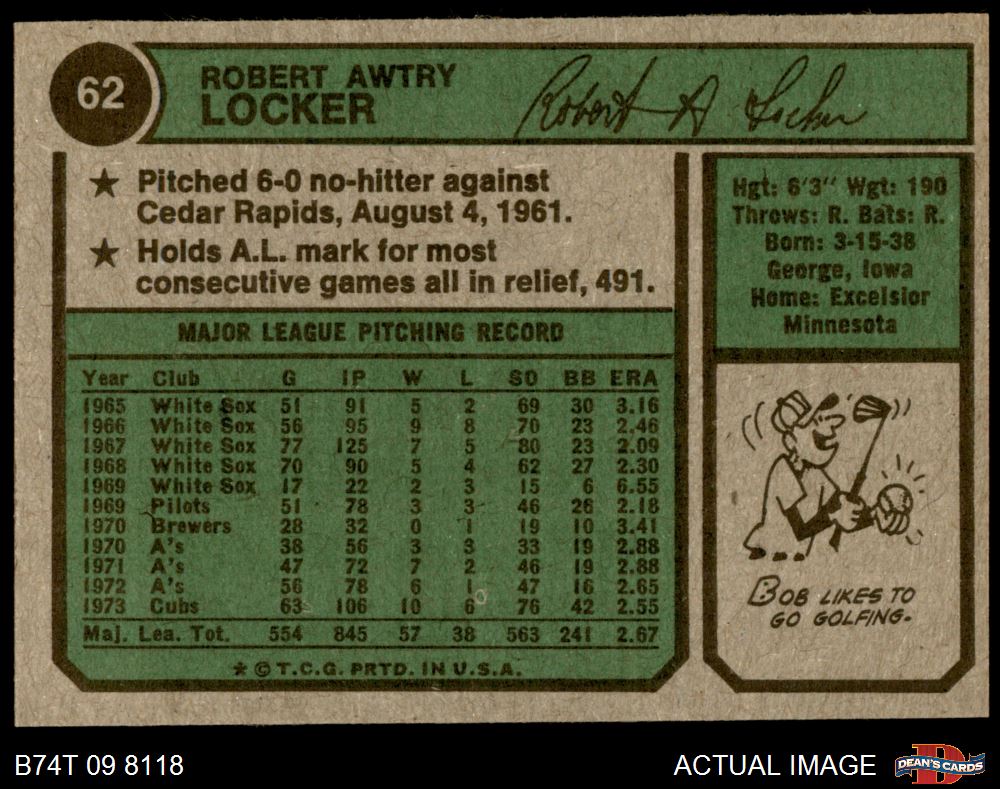 62
ROBERT AWTRY
LOCKER
Robert A Locker
★ Pitched 6-0 no-hitter against
Cedar Rapids, August 4, 1961.
★ Holds A.L. mark for most
consecutive games all in relief, 491.
Hgt: 6'3'' Wgt: 190
Throws: R. Bats: R.
Born: 3-15-38
George, Iowa
Home: Excelsior
Minnesota
MAJOR LEAGUE PITCHING RECORD
Year Club G IP W L SO BB ERA
1965 White Sox 51 91 5 2 69 30 3.16
1966 White Sox 56 95 9 8 70 23 2.46
1967 White Sox 77 125 7 5 80 23 2.09
1968 White Sox 70 90 5 4 62 27 2.30
1969 White Sox 17 22 2 3 15 6 6.55
1969 Pilots 51 78 3 3 46 26 2.18
1970 Brewers 28 32 0 1 19 10 3.41
1970 A's 38 56 3 3 33 19 2.88
1971 A's 47 72 7 2 46 19 2.88
1972 A's 56 78 6 1 47 16 2.65
1973 Cubs 63 106 10 6 76 42 2.55
Maj. Lea. Tot. 554 845 57 38 563 241 2.67
★ © T.C.G. PRTD. IN U.S.A.
BOB LIKES TO
GO GOLFING.
B74T 09 8118
ACTUAL IMAGE
D
DEAN'S CARDS